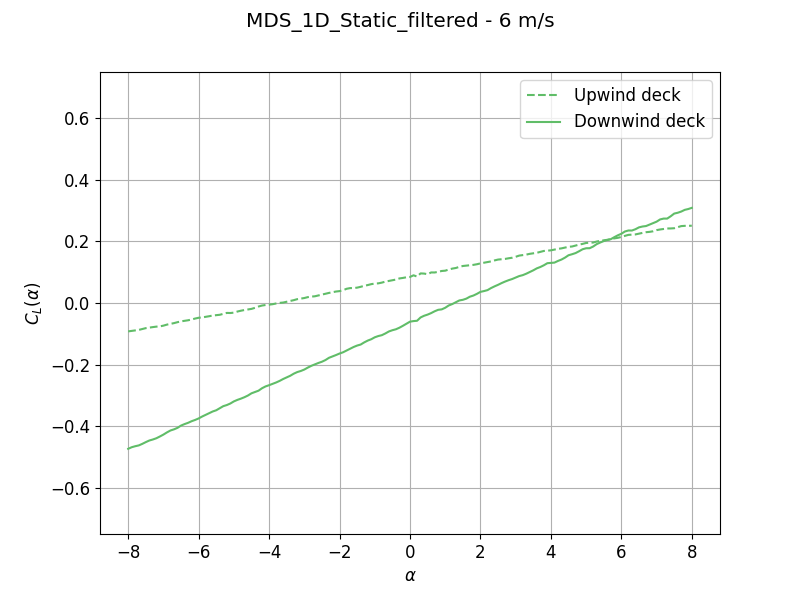 MDS_1D_Static_filtered - 6 m/s
Upwind deck
Downwind deck
0.6
0.4
0.2
0.0
−0.2
−0.4
−0.6
C_L(α)
−8 −6 −4 −2 0 2 4 6 8
α